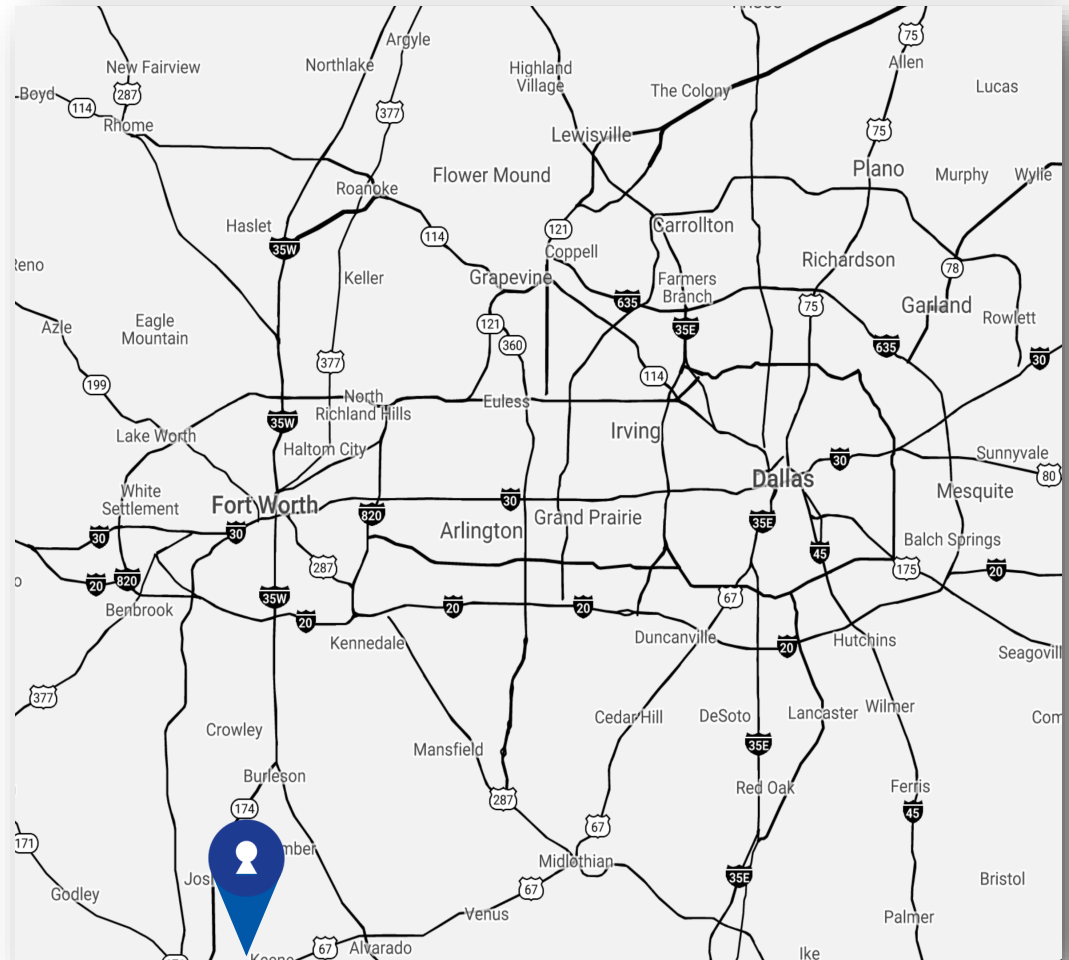 75
Argyle
Northlake
New Fairview
Highland
Village
Allen
Lucas
Boyd
114
287
377
The Colony
Rhome
Lewisville
75
Plano
Flower Mound
Murphy
Wylie
Roanoke
Haslet
35W
114
121
Carrollton
Coppell
Richardson
78
Keller
Grapevine
Farmers
Branch
635
75
Garland
Rowlett
Azle
Eagle
Mountain
121
360
35E
635
30
377
199
114
North
Richland Hills
Euless
35W
Irving
Lake Worth
Haltom City
30
Sunnyvale
80
White
Settlement
Fort Worth
30
Dallas
Mesquite
820
Arlington
Grand Prairie
35E
30
30
45
Balch Springs
287
175
20
20
820
35W
67
Benbrook
20
20
20
Kennedale
Duncanville
20
Hutchins
377
Crowley
Cedar Hill
DeSoto
Lancaster
Wilmer
Mansfield
35E
Burleson
Red Oak
Ferris
174
287
45
171
67
Midlothian
35E
Godley
67
Bristol
Venus
Palmer
67
Alvarado
Ike